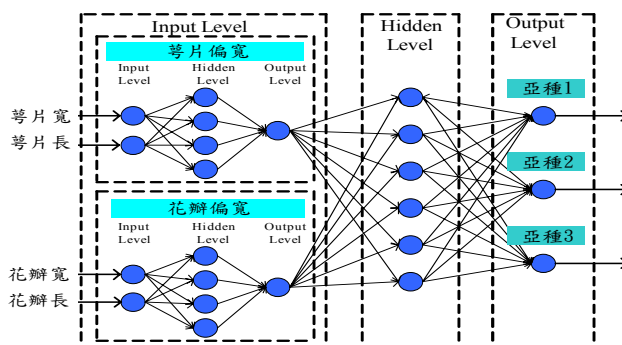 Input Level
Hidden
Level
Output
Level
萼片偏寬
Input
Level
Hidden
Level
Output
Level
萼片寬
萼片長
花瓣偏寬
Input
Level
Hidden
Level
Output
Level
花瓣寬
花瓣長
亞種1
亞種2
亞種3